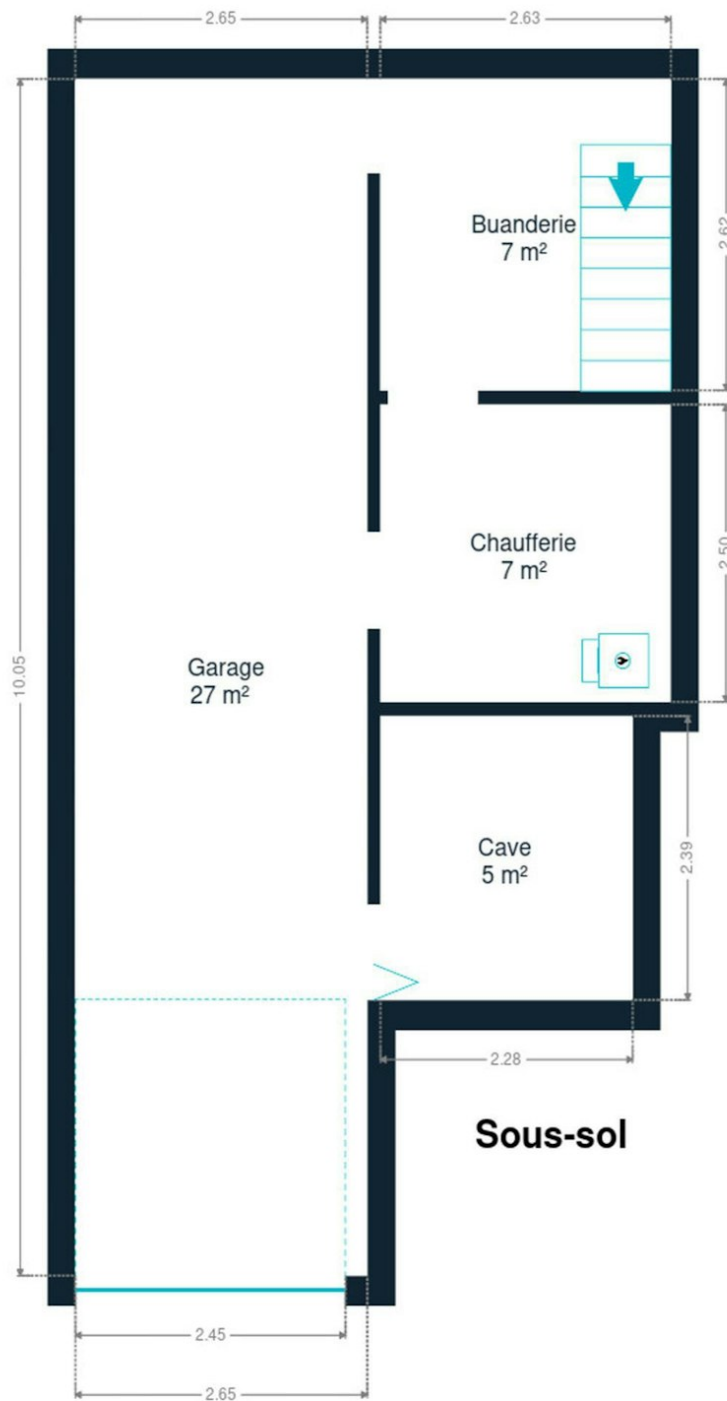 2.65
2.63
Buanderie
7 m²
2.62
Chaufferie
7 m²
2.50
Garage
27 m²
10.05
Cave
5 m²
2.39
2.28
Sous-sol
2.45
2.65